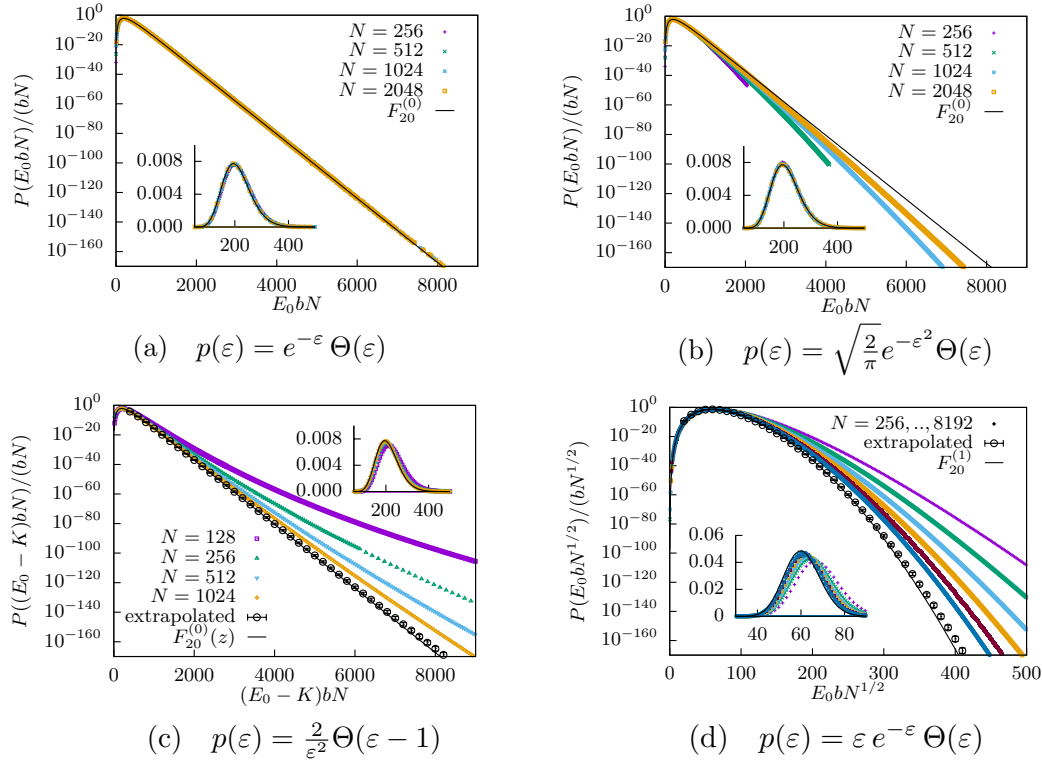 10^0
10^-20
10^-40
10^-60
10^-80
10^-100
10^-120
10^-140
10^-160
P(E_0bN)/(bN)
N = 256
N = 512
N = 1024
N = 2048
F_20^(0)
0.008
0.004
0.000
200 400
0 2000 4000 6000 8000
E_0bN
(a) p(ε) = e^{-ε} Θ(ε)
10^0
10^-20
10^-40
10^-60
10^-80
10^-100
10^-120
10^-140
10^-160
P(E_0bN)/(bN)
N = 256
N = 512
N = 1024
N = 2048
F_20^(0)
0.008
0.004
0.000
200 400
0 2000 4000 6000 8000
E_0bN
(b) p(ε) = √(2/π) e^{-ε^2} Θ(ε)
10^0
10^-20
10^-40
10^-60
10^-80
10^-100
10^-120
10^-140
10^-160
P((E_0 − K)bN)/(bN)
0.008
0.004
0.000
200 400
N = 128
N = 256
N = 512
N = 1024
extrapolated
F_20^(0)(z)
0 2000 4000 6000 8000
(E_0 − K)bN
(c) p(ε) = 2/ε^2 Θ(ε − 1)
10^0
10^-20
10^-40
10^-60
10^-80
10^-100
10^-120
10^-140
10^-160
P(E_0bN^{1/2})/(bN^{1/2})
N = 256, .., 8192
extrapolated
F_20^(1)
0.06
0.04
0.02
0
40 60 80
0 100 200 300 400 500
E_0bN^{1/2}
(d) p(ε) = ε e^{-ε} Θ(ε)